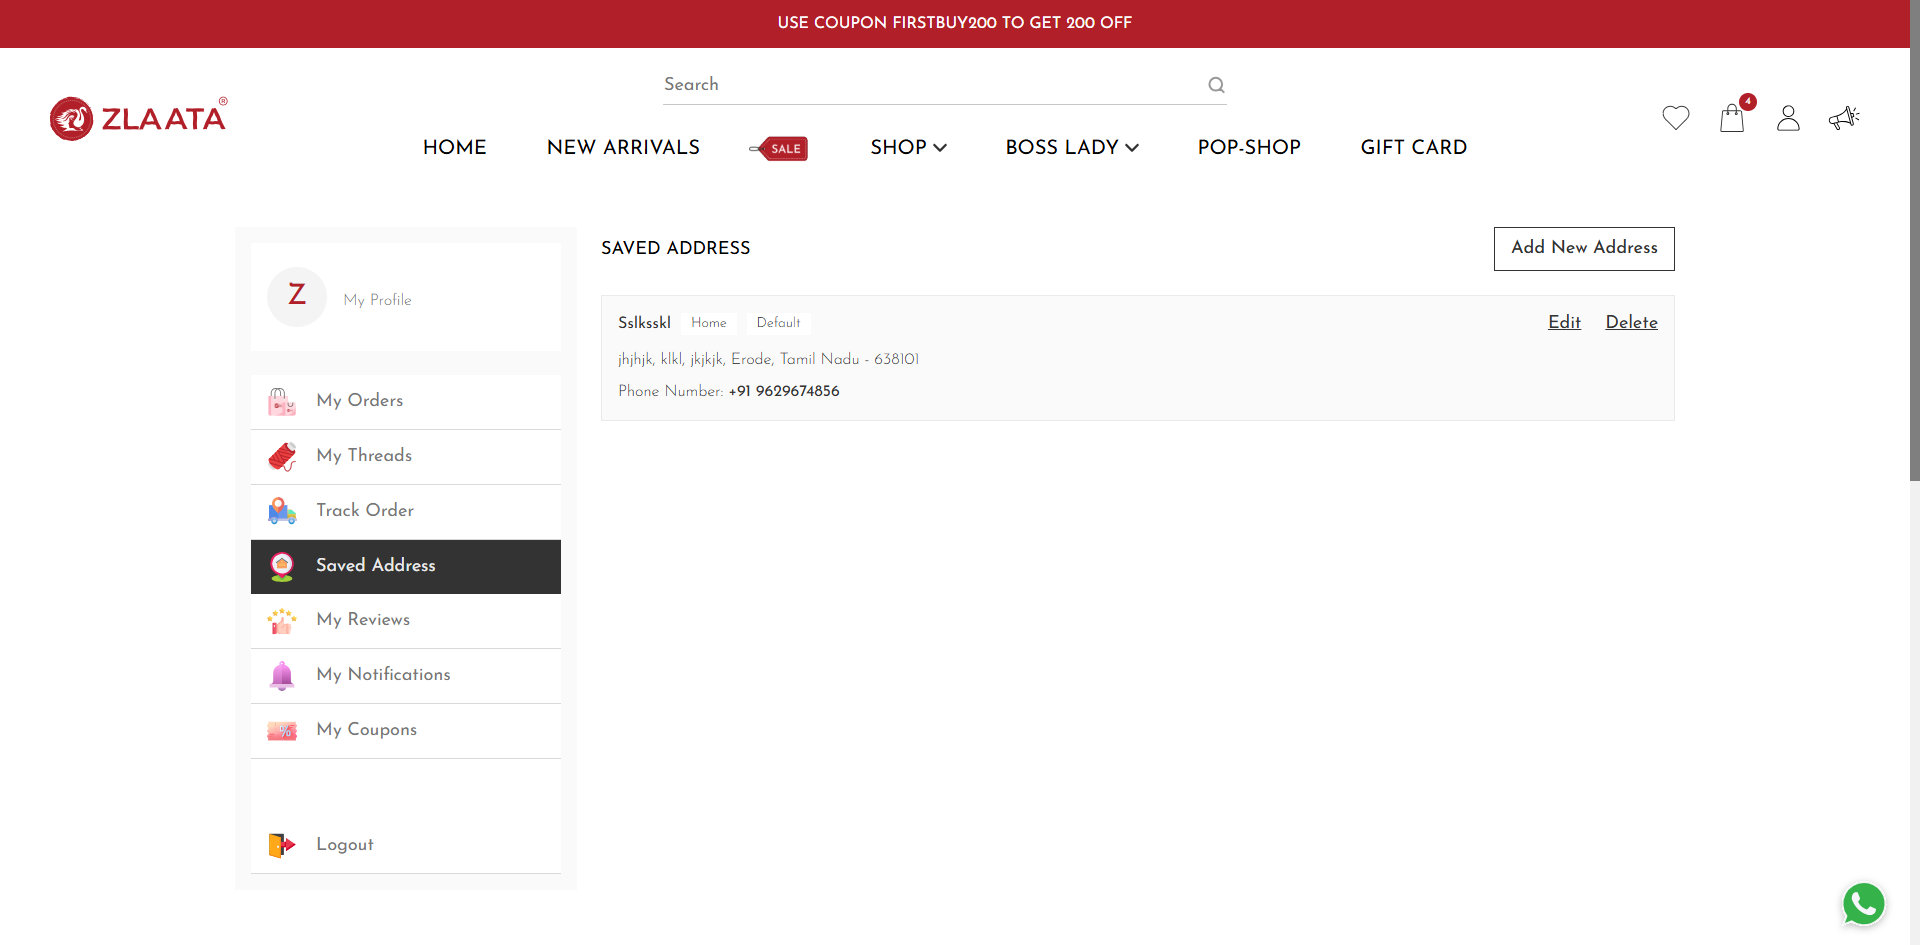 USE COUPON FIRSTBUY200 TO GET 200 OFF
Search
ZLAATA®
4
HOME
NEW ARRIVALS
SALE
SHOP
BOSS LADY
POP-SHOP
GIFT CARD
Z
My Profile
My Orders
My Threads
Track Order
Saved Address
My Reviews
My Notifications
My Coupons
Logout
SAVED ADDRESS
Add New Address
Sslksskl Home Default
Edit Delete
jhjhjk, klkl, jkjkjk, Erode, Tamil Nadu - 638101
Phone Number: +91 9629674856